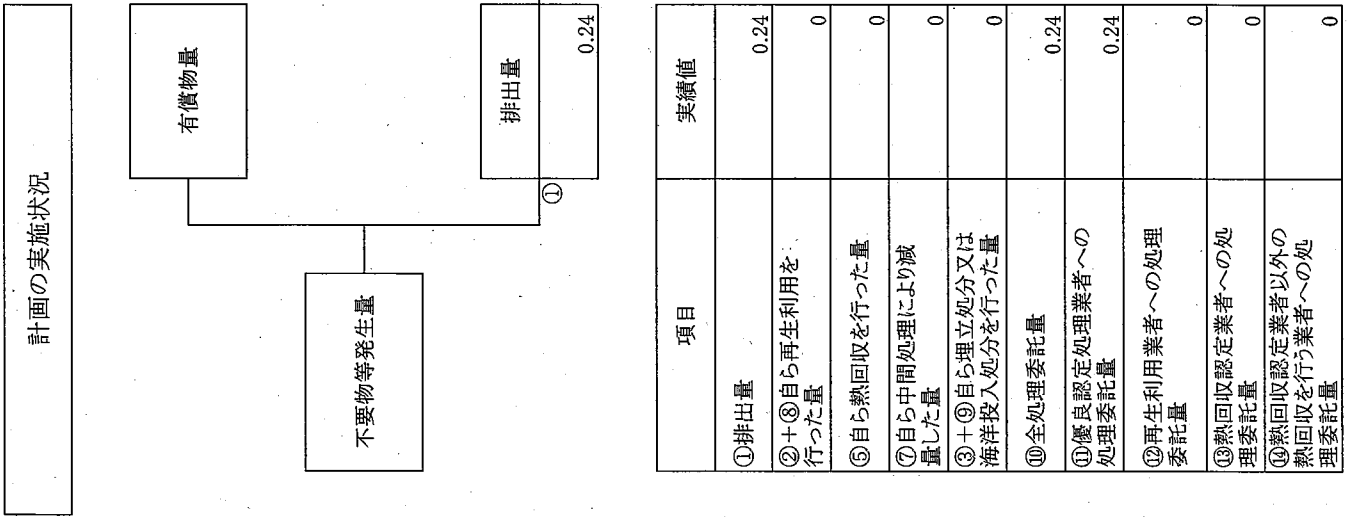 計画の実施状況
有償物量
不要物等発生量
排出量
①
0.24
項目
実績値
①排出量
0.24
②+⑧自ら再生利用を
行った量
0
⑤自ら熱回収を行った量
0
⑦自ら中間処理により減
量した量
0
③+⑨自ら埋立処分又は
海洋投入処分を行った量
0
⑩全処理委託量
0.24
⑪優良認定処理業者への
処理委託量
0.24
⑫再生利用業者への処理
委託量
0
⑬熱回収認定業者への処
理委託量
0
⑭熱回収認定業者以外の
熱回収を行う業者への処
理委託量
0